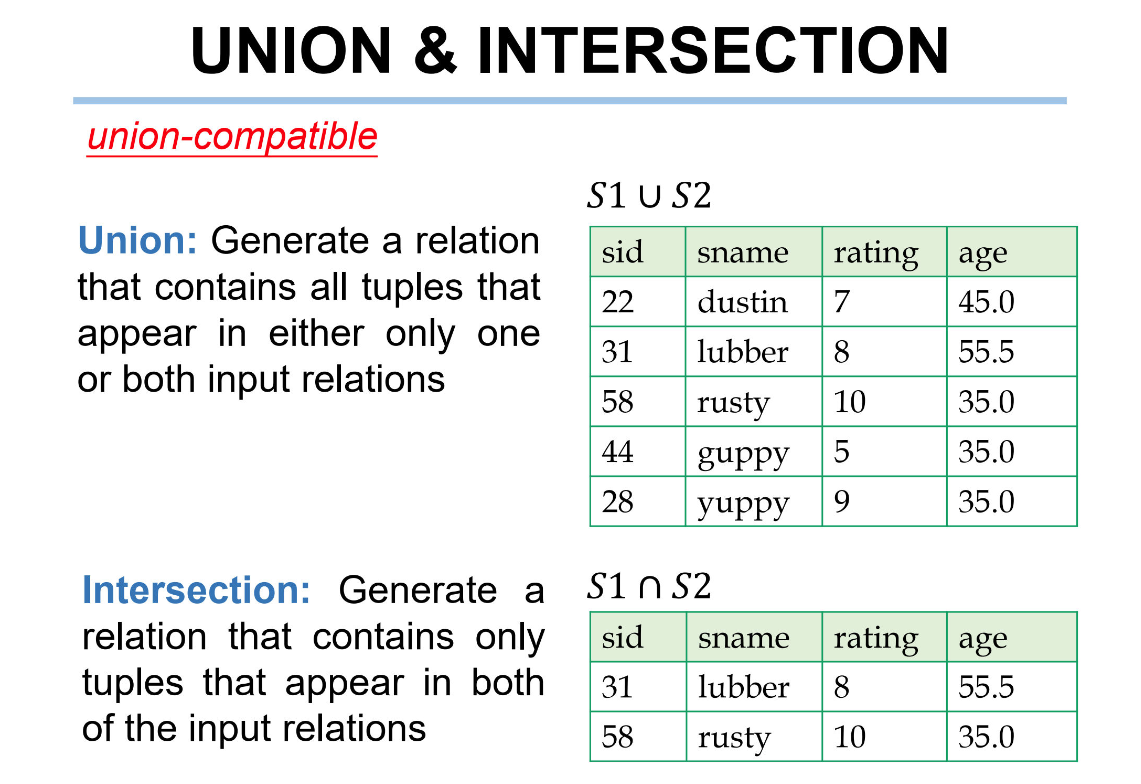 UNION & INTERSECTION
union-compatible
Union: Generate a relation
that contains all tuples that
appear in either only one
or both input relations
S1 ∪ S2
sid sname rating age
22 dustin 7 45.0
31 lubber 8 55.5
58 rusty 10 35.0
44 guppy 5 35.0
28 yuppy 9 35.0
Intersection: Generate a
relation that contains only
tuples that appear in both
of the input relations
S1 ∩ S2
sid sname rating age
31 lubber 8 55.5
58 rusty 10 35.0